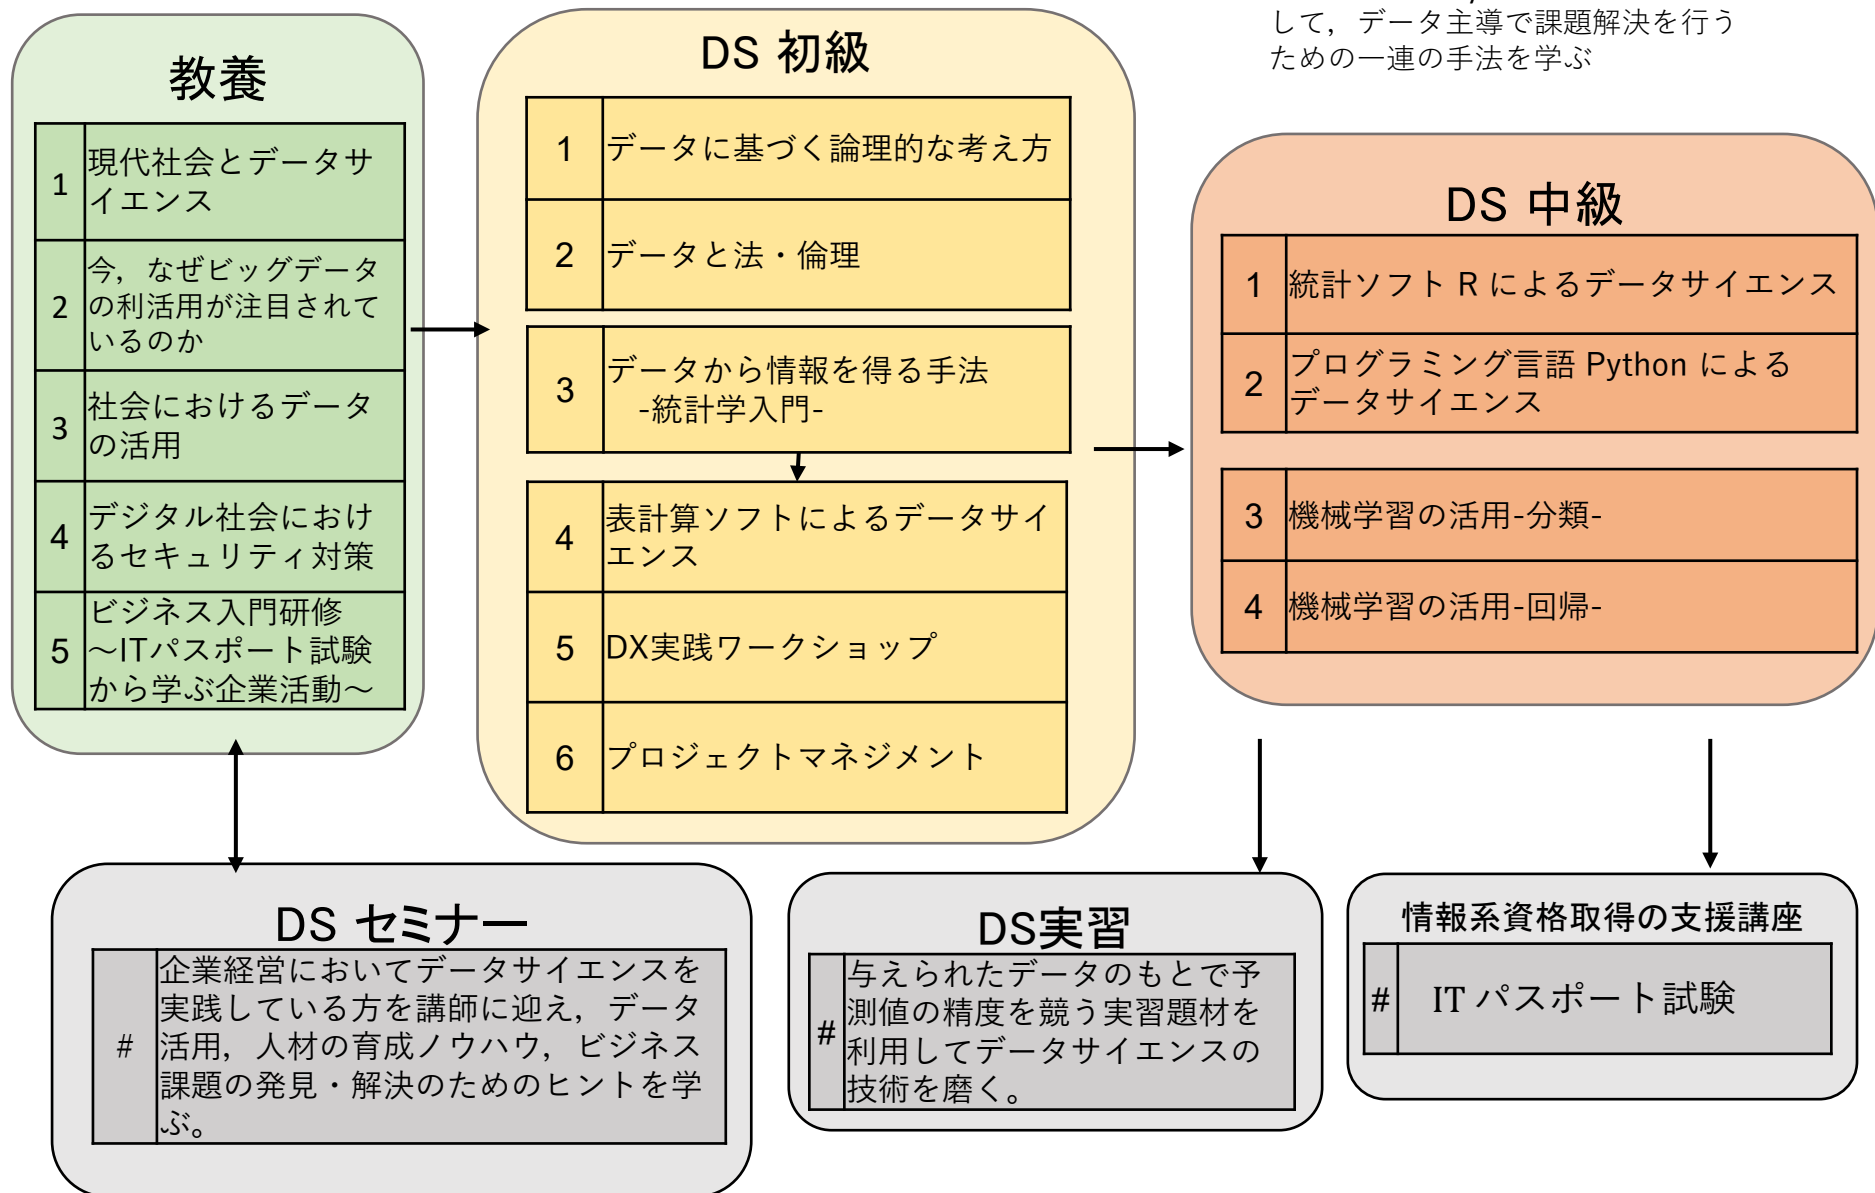 して，データ主導で課題解決を行う
ための一連の手法を学ぶ
教養
1
現代社会とデータサ
イエンス
2
今，なぜビッグデータ
の利活用が注目されて
いるのか
3
社会におけるデータ
の活用
4
デジタル社会におけ
るセキュリティ対策
5
ビジネス入門研修
～ITパスポート試験
から学ぶ企業活動～
DS 初級
1
データに基づく論理的な考え方
2
データと法・倫理
3
データから情報を得る手法
-統計学入門-
4
表計算ソフトによるデータサイ
エンス
5
DX実践ワークショップ
6
プロジェクトマネジメント
DS 中級
1
統計ソフト R によるデータサイエンス
2
プログラミング言語 Python による
データサイエンス
3
機械学習の活用-分類-
4
機械学習の活用-回帰-
DS セミナー
#
企業経営においてデータサイエンスを
実践している方を講師に迎え，データ
活用，人材の育成ノウハウ，ビジネス
課題の発見・解決のためのヒントを学
ぶ。
DS実習
#
与えられたデータのもとで予
測値の精度を競う実習題材を
利用してデータサイエンスの
技術を磨く。
情報系資格取得の支援講座
#
IT パスポート試験